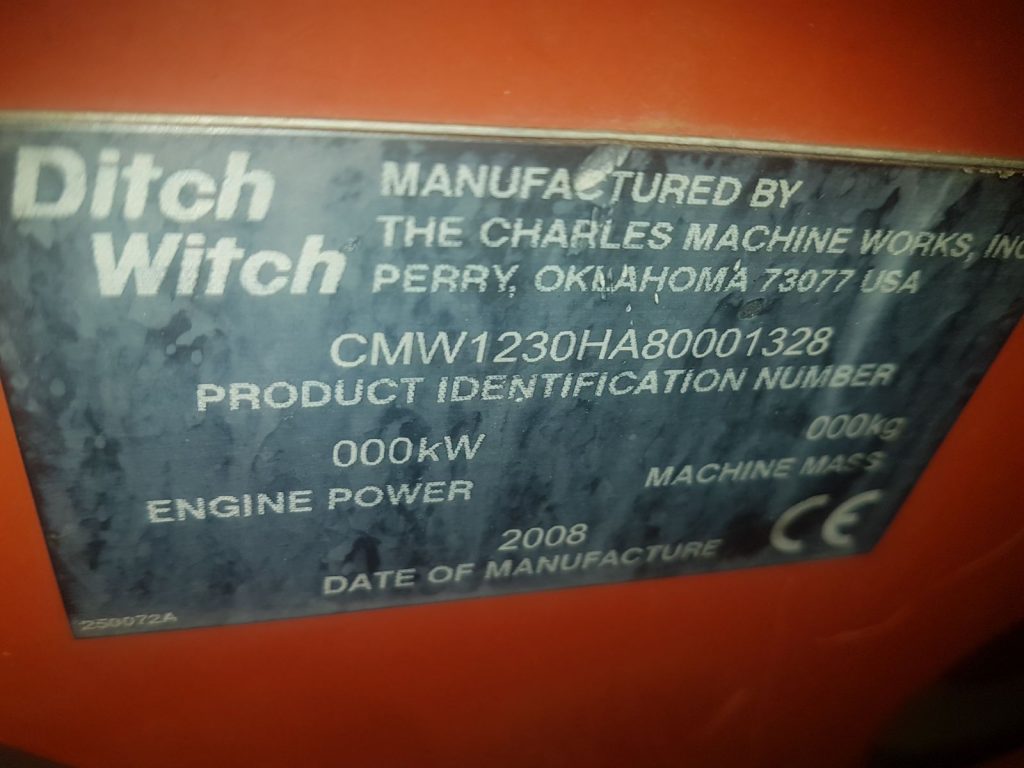 Ditch
Witch
MANUFACTURED BY
THE CHARLES MACHINE WORKS, INC
PERRY, OKLAHOMA 73077 USA
CMW1230HA80001328
PRODUCT IDENTIFICATION NUMBER
000kW
ENGINE POWER
000kg
MACHINE MASS
2008
DATE OF MANUFACTURE
CE